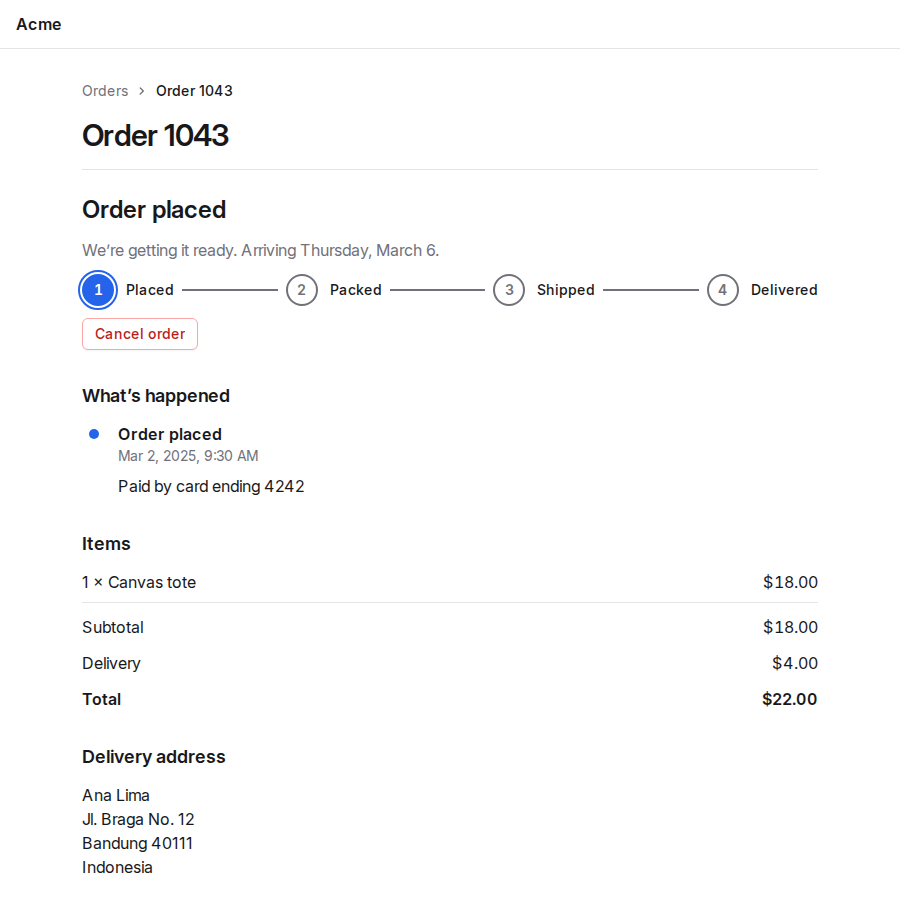 Acme
Orders › Order 1043
Order 1043
Order placed
We’re getting it ready. Arriving Thursday, March 6.
1 Placed 2 Packed 3 Shipped 4 Delivered
Cancel order
What’s happened
Order placed
Mar 2, 2025, 9:30 AM
Paid by card ending 4242
Items
1 × Canvas tote $18.00
Subtotal $18.00
Delivery $4.00
Total $22.00
Delivery address
Ana Lima
Jl. Braga No. 12
Bandung 40111
Indonesia